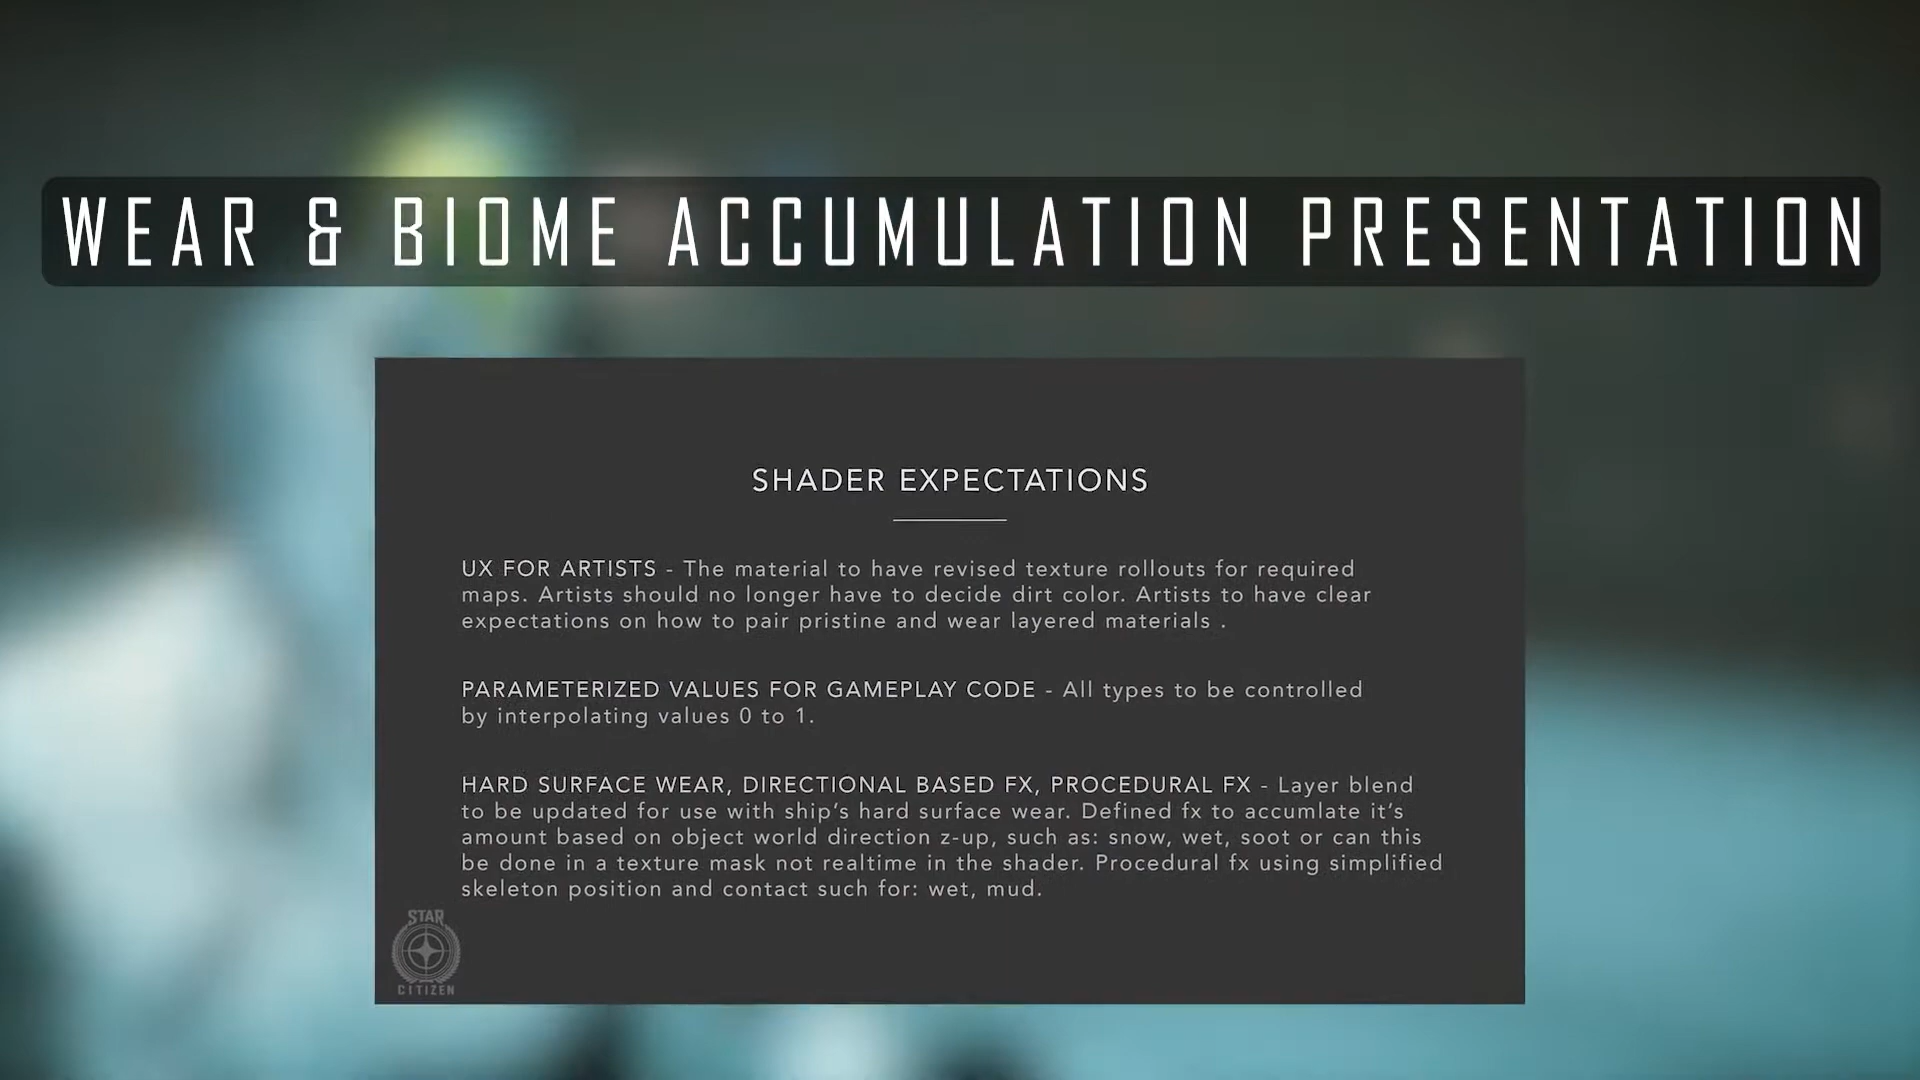 WEAR & BIOME ACCUMULATION PRESENTATION
SHADER EXPECTATIONS
UX FOR ARTISTS - The material to have revised texture rollouts for required
maps. Artists should no longer have to decide dirt color. Artists to have clear
expectations on how to pair pristine and wear layered materials .
PARAMETERIZED VALUES FOR GAMEPLAY CODE - All types to be controlled
by interpolating values 0 to 1.
HARD SURFACE WEAR, DIRECTIONAL BASED FX, PROCEDURAL FX - Layer blend
to be updated for use with ship's hard surface wear. Defined fx to accumlate it's
amount based on object world direction z-up, such as: snow, wet, soot or can this
be done in a texture mask not realtime in the shader. Procedural fx using simplified
skeleton position and contact such for: wet, mud.
STAR
CITIZEN